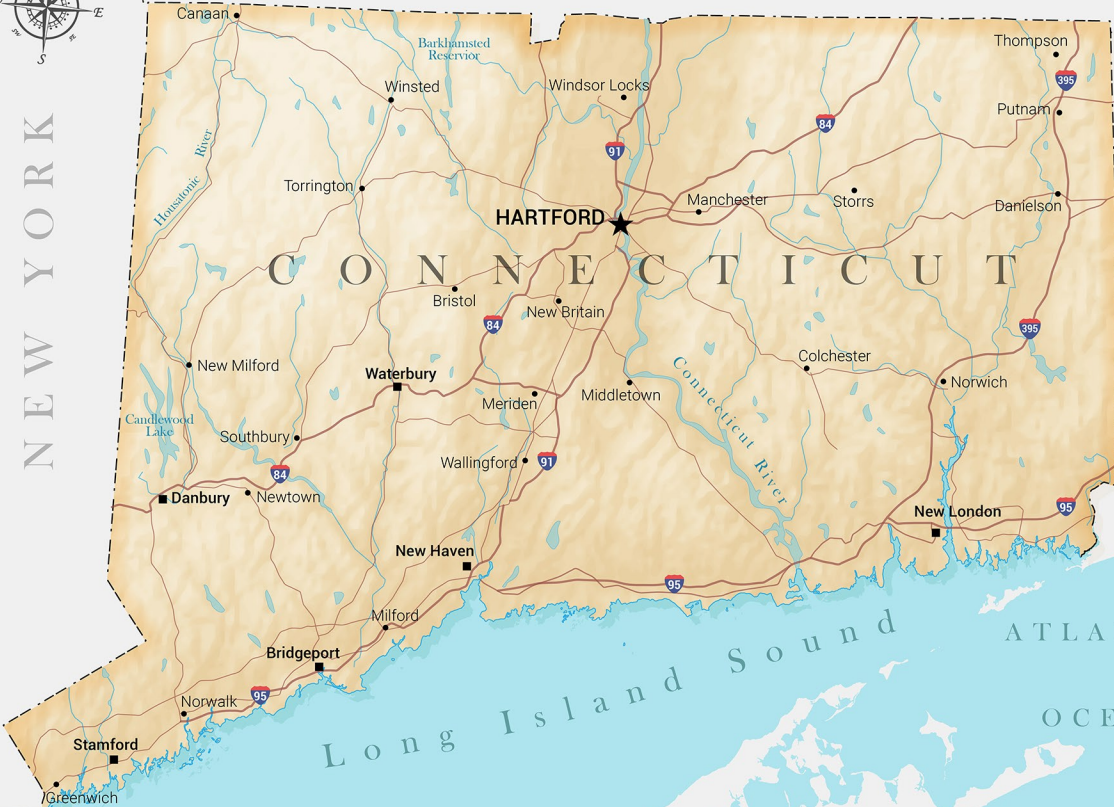 Canaan
E
SW
SE
S
Barkhamsted
Reservior
Thompson
395
Winsted
Windsor Locks
Putnam
84
91
NEW YORK
Housatonic
River
Torrington
Manchester
Storrs
Danielson
HARTFORD
CONNECTICUT
Bristol
New Britain
84
395
New Milford
Colchester
Waterbury
Norwich
Meriden
Middletown
Connecticut River
Candlewood
Lake
Southbury
Wallingford
91
84
Danbury
Newtown
New London
95
New Haven
95
Milford
Bridgeport
Long Island Sound
ATLA
95
Norwalk
OCE
Stamford
Greenwich